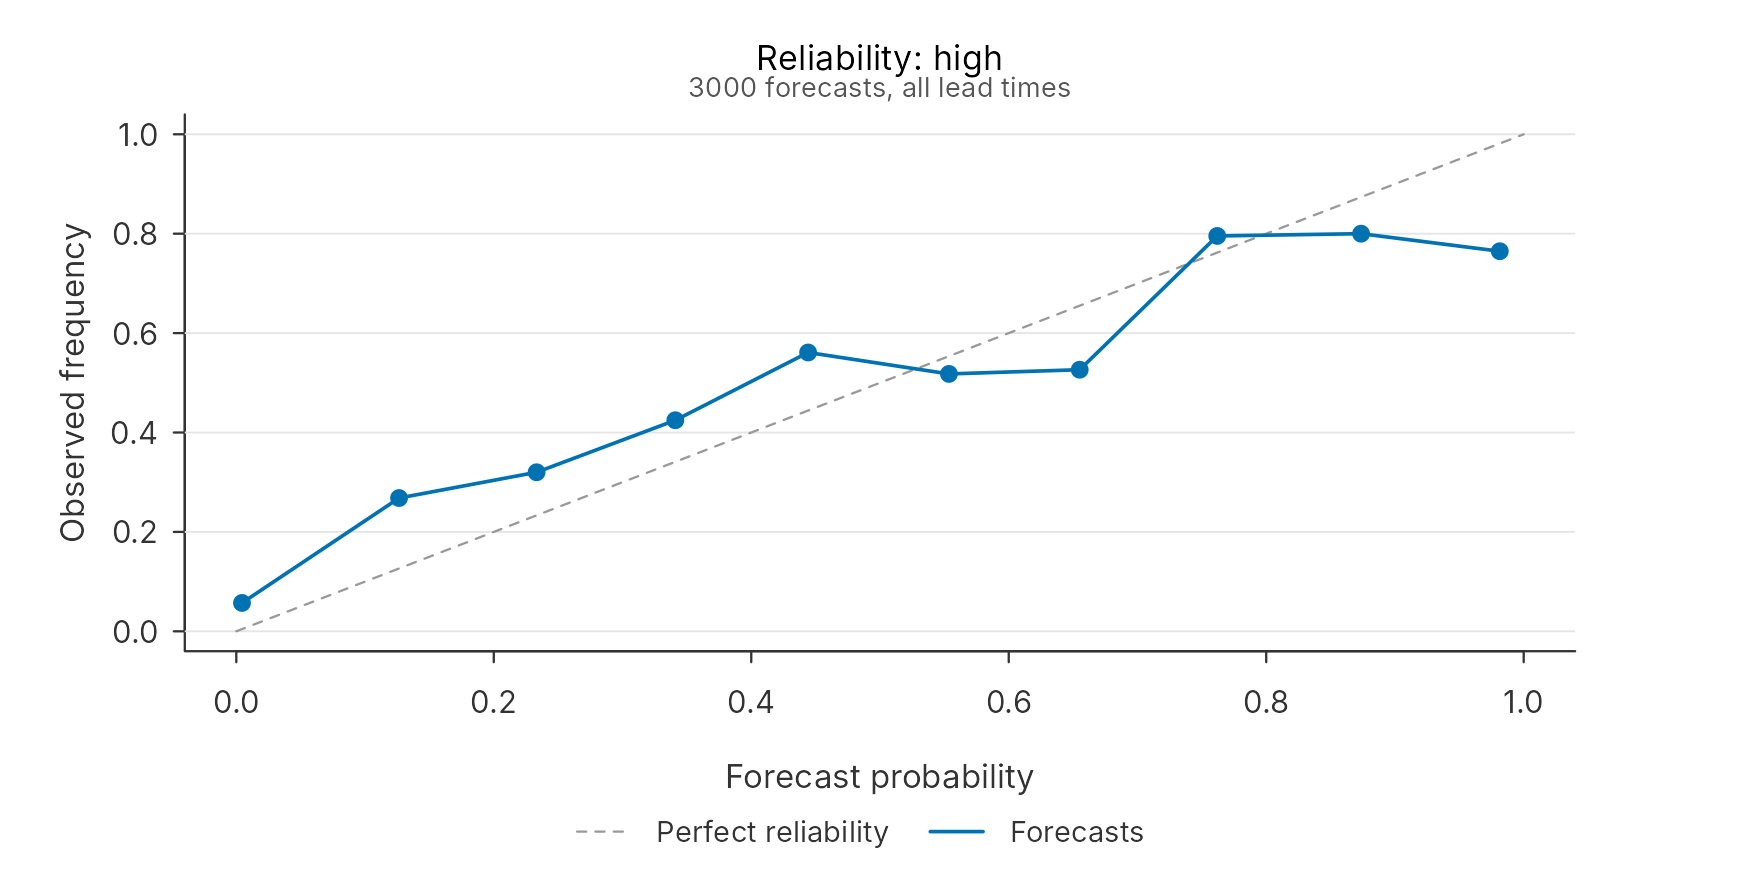 Reliability: high
3000 forecasts, all lead times
Observed frequency
1.0
0.8
0.6
0.4
0.2
0.0
0.0 0.2 0.4 0.6 0.8 1.0
Forecast probability
Perfect reliability Forecasts